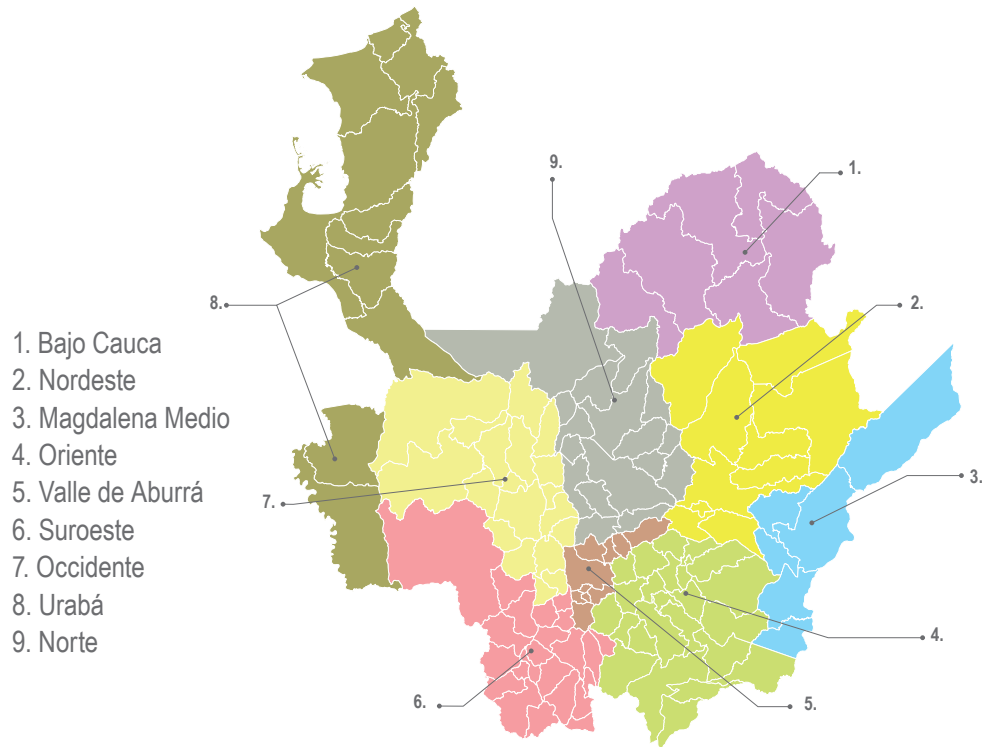 1. Bajo Cauca
2. Nordeste
3. Magdalena Medio
4. Oriente
5. Valle de Aburrá
6. Suroeste
7. Occidente
8. Urabá
9. Norte
9.
1.
8.
2.
3.
7.
4.
6.
5.